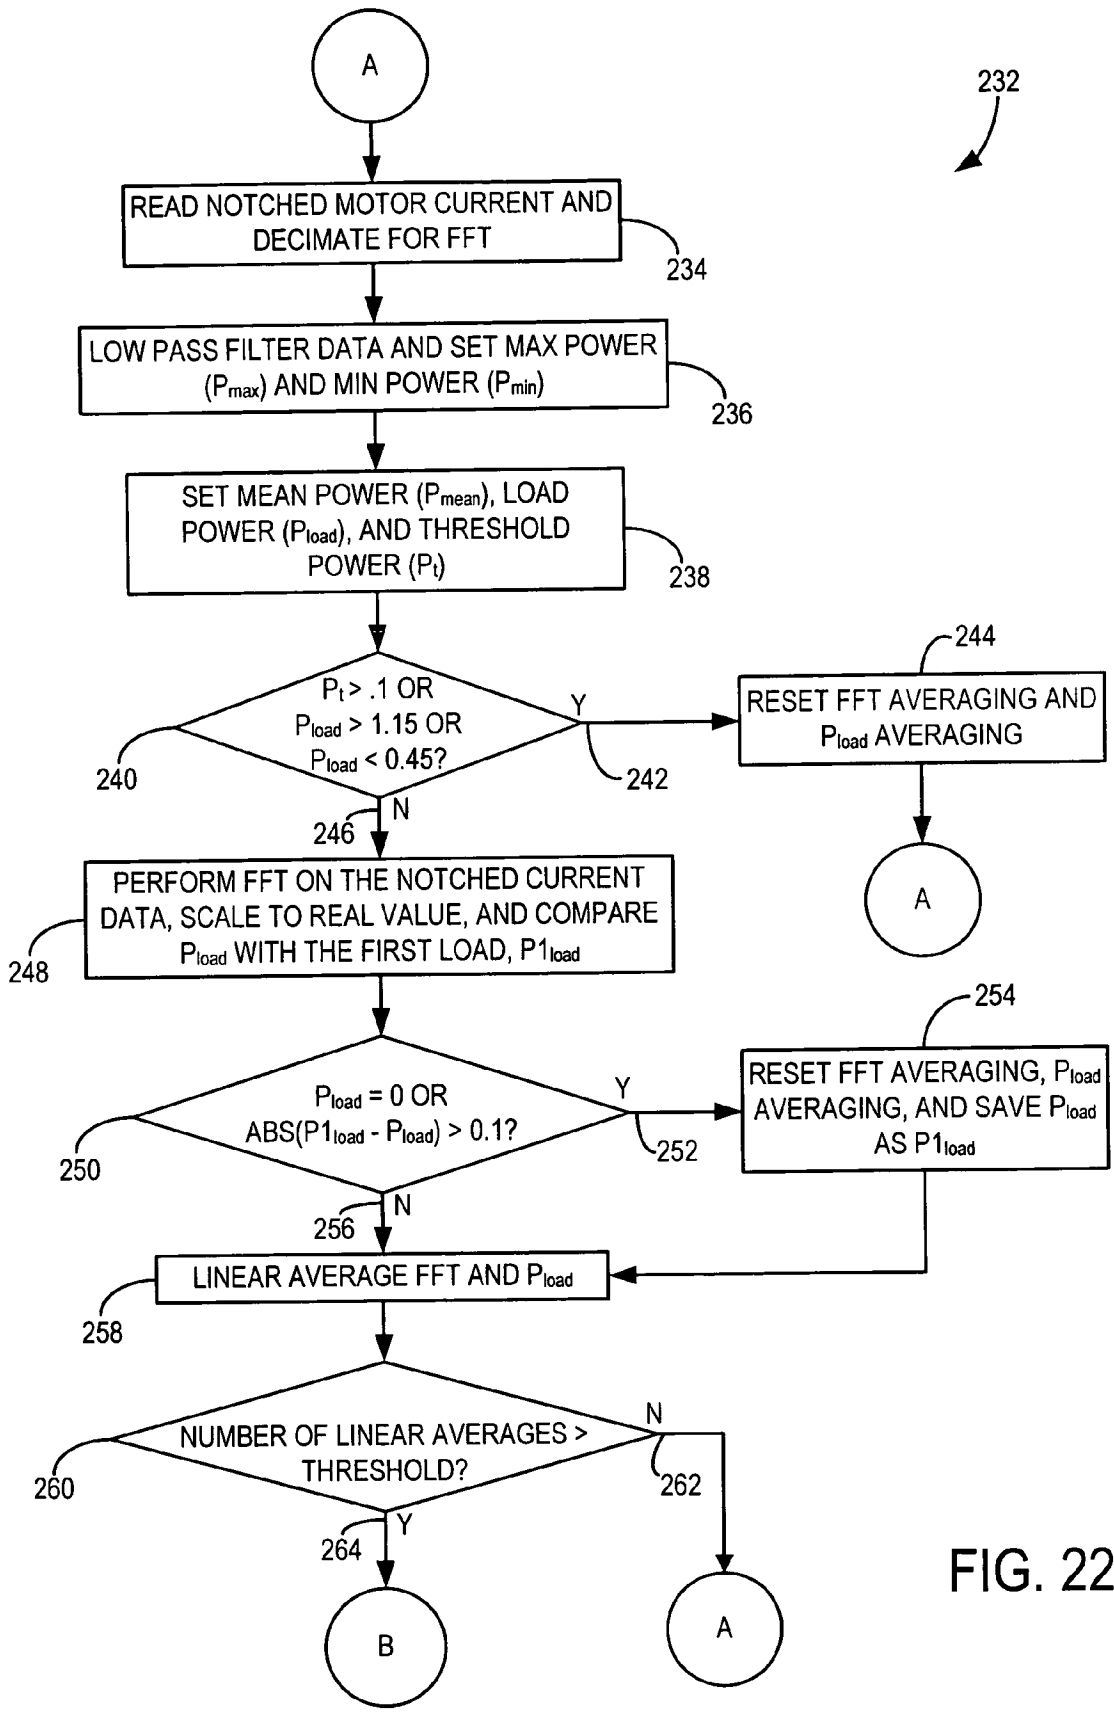 A
232
READ NOTCHED MOTOR CURRENT AND
DECIMATE FOR FFT
234
LOW PASS FILTER DATA AND SET MAX POWER
(Pmax) AND MIN POWER (Pmin)
236
SET MEAN POWER (Pmean), LOAD
POWER (Pload), AND THRESHOLD
POWER (Pt)
238
Pt > .1 OR
Pload > 1.15 OR
Pload < 0.45?
240
Y
242
244
RESET FFT AVERAGING AND
Pload AVERAGING
A
246
N
PERFORM FFT ON THE NOTCHED CURRENT
DATA, SCALE TO REAL VALUE, AND COMPARE
Pload WITH THE FIRST LOAD, P1load
248
Pload = 0 OR
ABS(P1load - Pload) > 0.1?
250
Y
252
254
RESET FFT AVERAGING, Pload
AVERAGING, AND SAVE Pload
AS P1load
256
N
LINEAR AVERAGE FFT AND Pload
258
NUMBER OF LINEAR AVERAGES >
THRESHOLD?
260
N
262
264
Y
B
A
FIG. 22